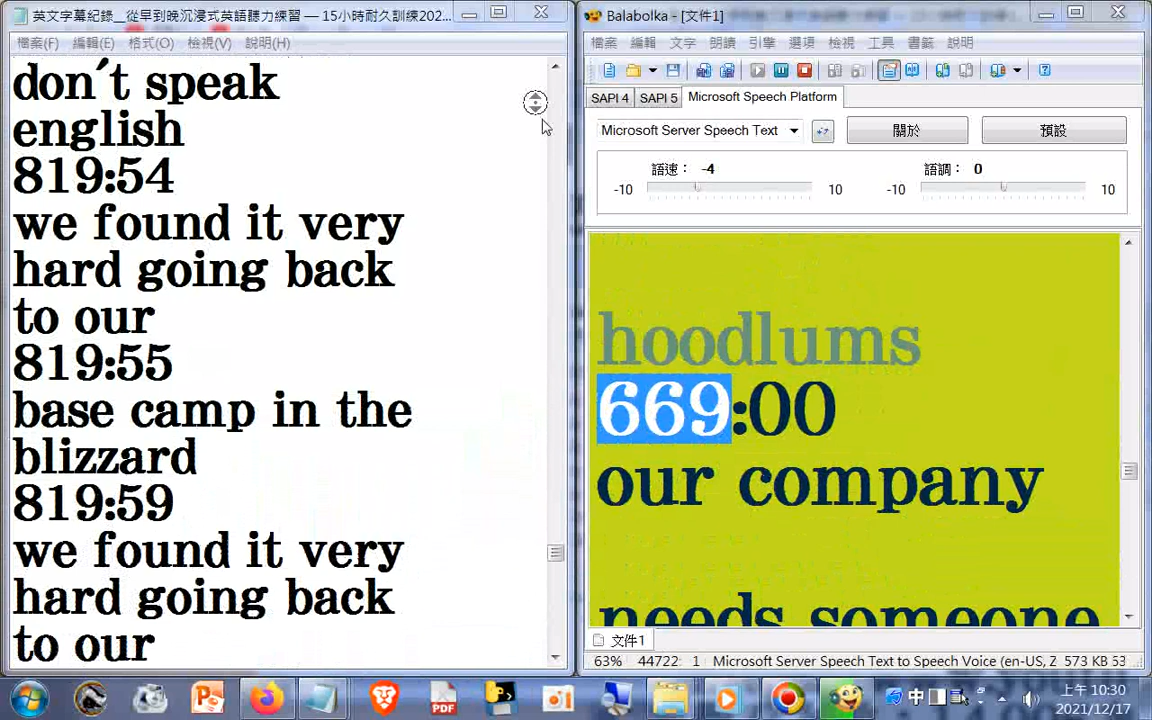 英文字幕紀錄__從早到晚沉浸式英語聽力練習 — 15小時耐久訓練202...
檔案(F) 編輯(E) 格式(O) 檢視(V) 說明(H)
don't speak
english
819:54
we found it very
hard going back
to our
819:55
base camp in the
blizzard
819:59
we found it very
hard going back
to our
Balabolka - [文件1]
檔案 編輯 文字 朗讀 引擎 選項 檢視 工具 書籤 說明
SAPI 4 SAPI 5 Microsoft Speech Platform
Microsoft Server Speech Text 關於 預設
語速： -4 語調： 0
-10 10 -10 10
hoodlums
669:00
our company
needs someone
文件1
63% 44722: 1 Microsoft Server Speech Text to Speech Voice (en-US, Z 573 KB 53
PDF
中
上午 10:30
2021/12/17